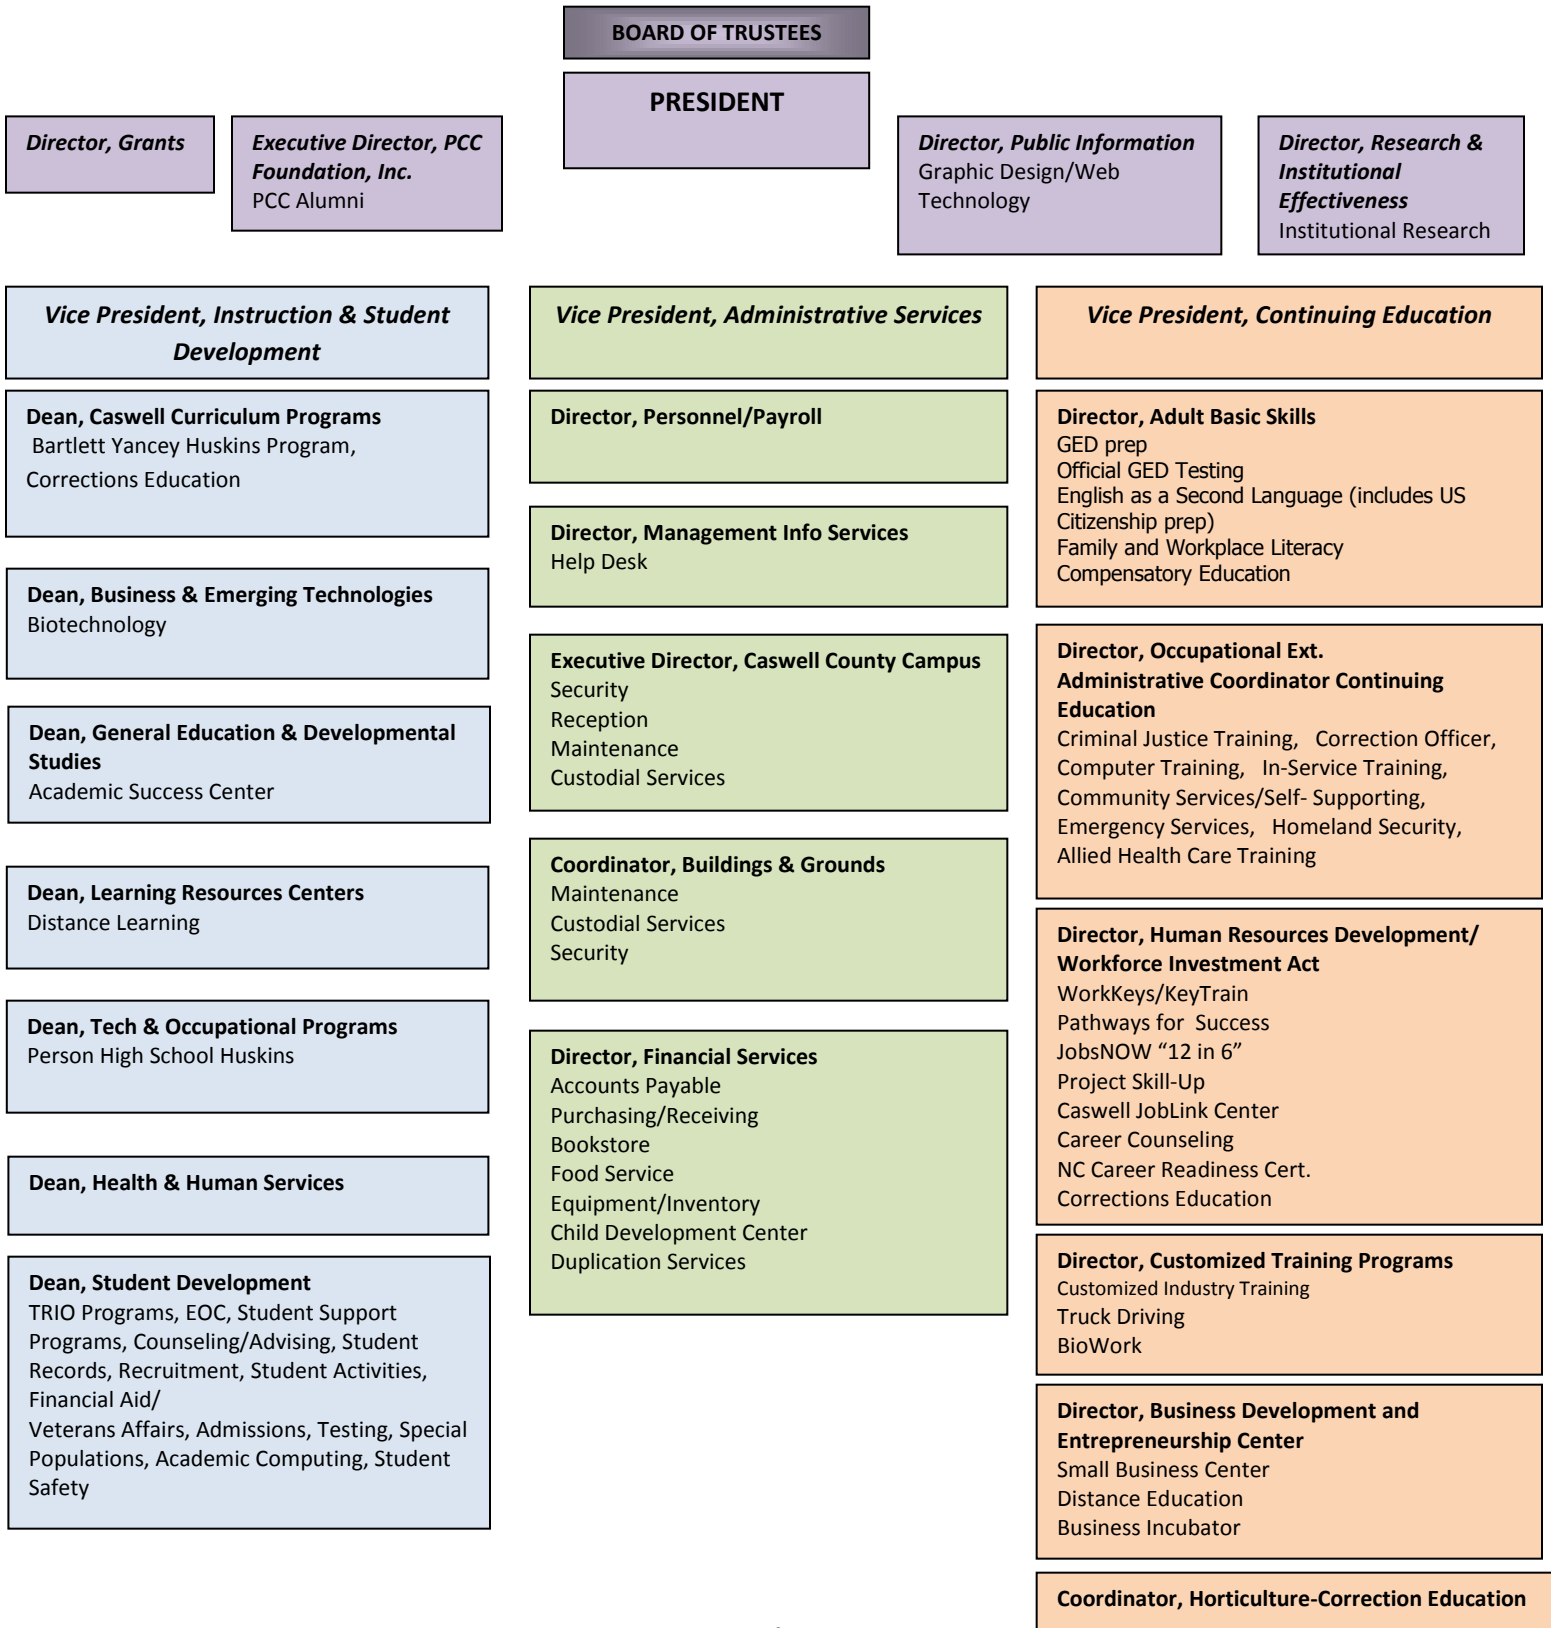 BOARD OF TRUSTEES
PRESIDENT
Director, Grants
Executive Director, PCC
Foundation, Inc.
PCC Alumni
Director, Public Information
Graphic Design/Web
Technology
Director, Research &
Institutional
Effectiveness
Institutional Research
Vice President, Instruction & Student
Development
Dean, Caswell Curriculum Programs
Bartlett Yancey Huskins Program,
Corrections Education
Dean, Business & Emerging Technologies
Biotechnology
Dean, General Education & Developmental
Studies
Academic Success Center
Dean, Learning Resources Centers
Distance Learning
Dean, Tech & Occupational Programs
Person High School Huskins
Dean, Health & Human Services
Dean, Student Development
TRIO Programs, EOC, Student Support
Programs, Counseling/Advising, Student
Records, Recruitment, Student Activities,
Financial Aid/
Veterans Affairs, Admissions, Testing, Special
Populations, Academic Computing, Student
Safety
Vice President, Administrative Services
Director, Personnel/Payroll
Director, Management Info Services
Help Desk
Executive Director, Caswell County Campus
Security
Reception
Maintenance
Custodial Services
Coordinator, Buildings & Grounds
Maintenance
Custodial Services
Security
Director, Financial Services
Accounts Payable
Purchasing/Receiving
Bookstore
Food Service
Equipment/Inventory
Child Development Center
Duplication Services
Vice President, Continuing Education
Director, Adult Basic Skills
GED prep
Official GED Testing
English as a Second Language (includes US
Citizenship prep)
Family and Workplace Literacy
Compensatory Education
Director, Occupational Ext.
Administrative Coordinator Continuing
Education
Criminal Justice Training, Correction Officer,
Computer Training, In-Service Training,
Community Services/Self- Supporting,
Emergency Services, Homeland Security,
Allied Health Care Training
Director, Human Resources Development/
Workforce Investment Act
WorkKeys/KeyTrain
Pathways for Success
JobsNOW “12 in 6”
Project Skill-Up
Caswell JobLink Center
Career Counseling
NC Career Readiness Cert.
Corrections Education
Director, Customized Training Programs
Customized Industry Training
Truck Driving
BioWork
Director, Business Development and
Entrepreneurship Center
Small Business Center
Distance Education
Business Incubator
Coordinator, Horticulture-Correction Education